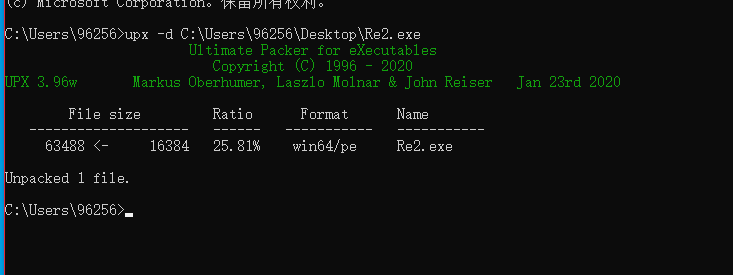 (c) Microsoft Corporation。保留所有权利。
C:\Users\96256>upx -d C:\Users\96256\Desktop\Re2.exe
Ultimate Packer for eXecutables
Copyright (C) 1996 - 2020
UPX 3.96w Markus Oberhumer, Laszlo Molnar & John Reiser Jan 23rd 2020
File size Ratio Format Name
-------------------- ------ ----------- -----------
63488 <- 16384 25.81% win64/pe Re2.exe
Unpacked 1 file.
C:\Users\96256>